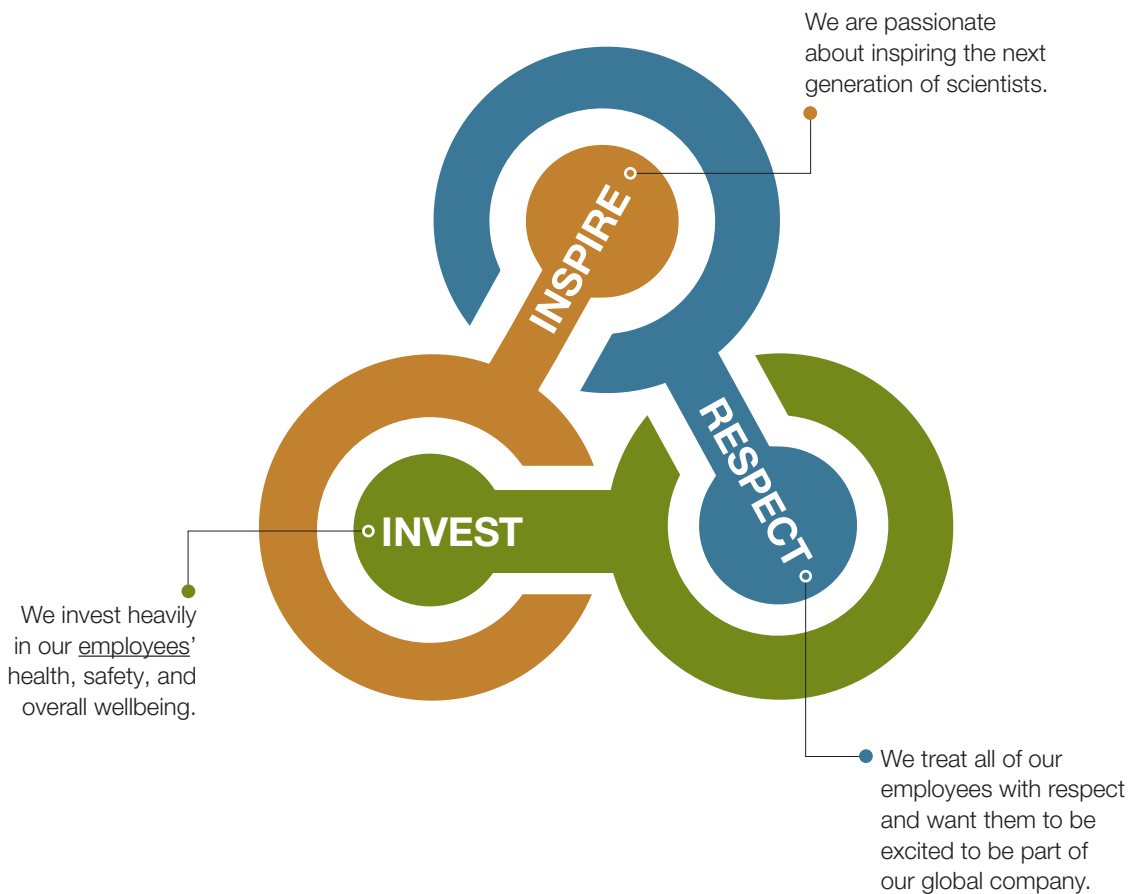 We are passionate
about inspiring the next
generation of scientists.
INSPIRE
RESPECT
INVEST
We invest heavily
in our employees’
health, safety, and
overall wellbeing.
We treat all of our
employees with respect
and want them to be
excited to be part of
our global company.